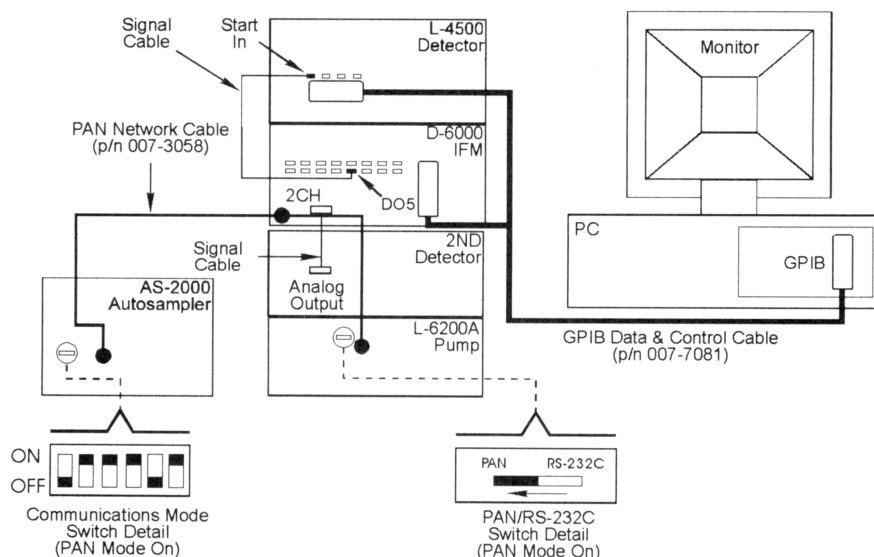 Signal
Cable
Start
In
L-4500
Detector
Monitor
PAN Network Cable
(p/n 007-3058)
D-6000
IFM
2CH
DO5
PC
GPIB
Signal
Cable
2ND
Detector
AS-2000
Autosampler
Analog
Output
L-6200A
Pump
GPIB Data & Control Cable
(p/n 007-7081)
ON
OFF
PAN RS-232C
Communications Mode
Switch Detail
(PAN Mode On)
PAN/RS-232C
Switch Detail
(PAN Mode On)